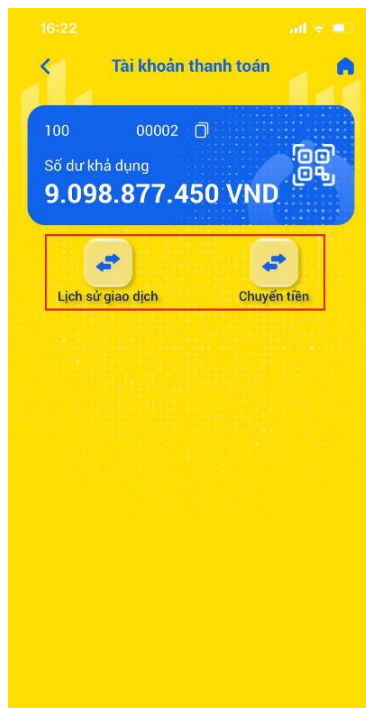 16:22
Tài khoản thanh toán
100 00002
Số dư khả dụng
9.098.877.450 VND
Lịch sử giao dịch Chuyển tiền